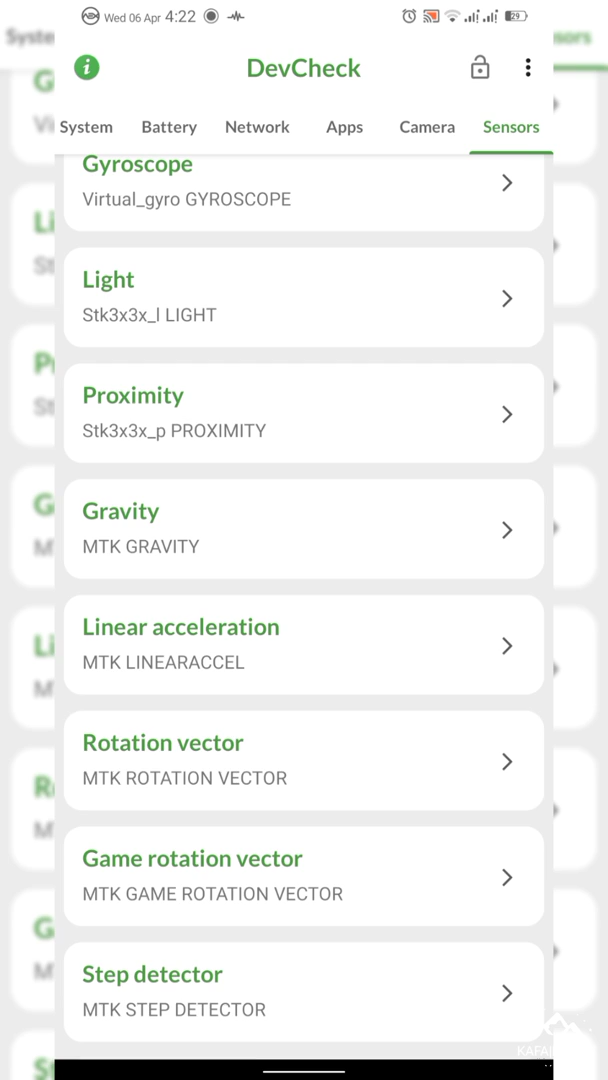 Wed 06 Apr 4:22
29
DevCheck
System Battery Network Apps Camera Sensors
Gyroscope
Virtual_gyro GYROSCOPE
Light
Stk3x3x_l LIGHT
Proximity
Stk3x3x_p PROXIMITY
Gravity
MTK GRAVITY
Linear acceleration
MTK LINEARACCEL
Rotation vector
MTK ROTATION VECTOR
Game rotation vector
MTK GAME ROTATION VECTOR
Step detector
MTK STEP DETECTOR